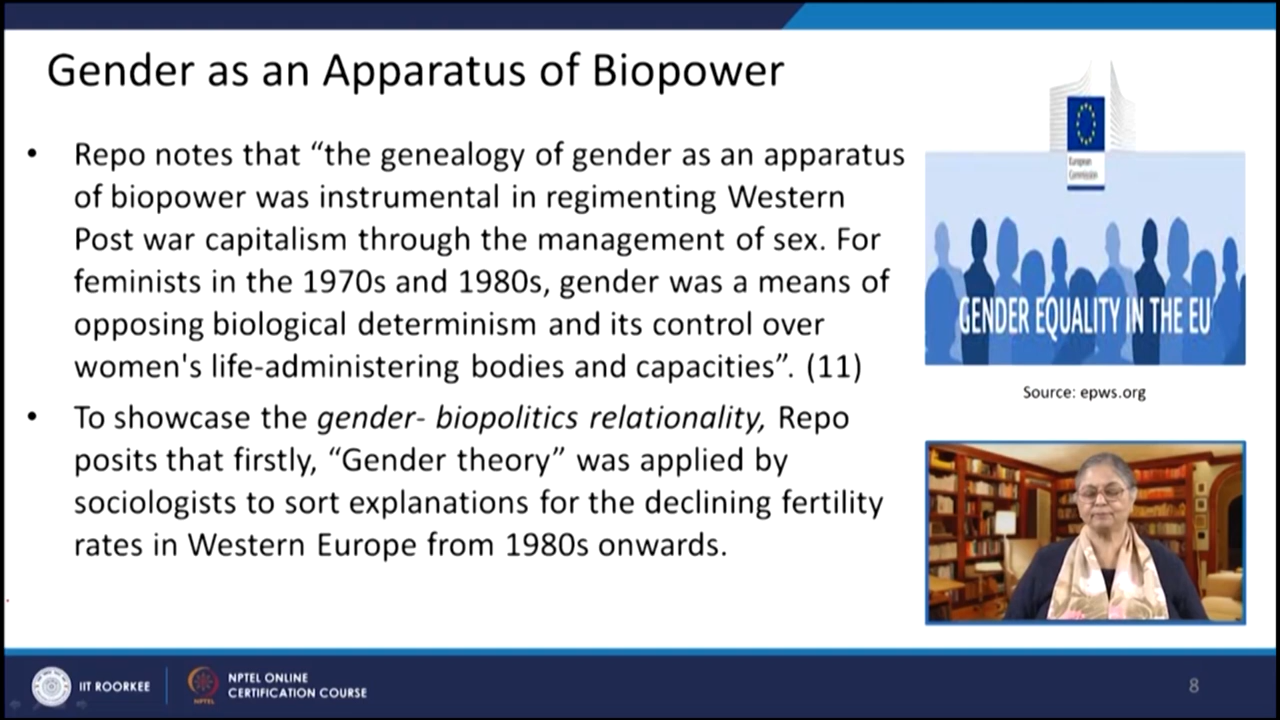 Gender as an Apparatus of Biopower
• Repo notes that “the genealogy of gender as an apparatus
of biopower was instrumental in regimenting Western
Post war capitalism through the management of sex. For
feminists in the 1970s and 1980s, gender was a means of
opposing biological determinism and its control over
women's life-administering bodies and capacities”. (11)
• To showcase the gender- biopolitics relationality, Repo
posits that firstly, “Gender theory” was applied by
sociologists to sort explanations for the declining fertility
rates in Western Europe from 1980s onwards.
European
Commission
GENDER EQUALITY IN THE EU
Source: epws.org
IIT ROORKEE
NPTEL
NPTEL ONLINE
CERTIFICATION COURSE
8